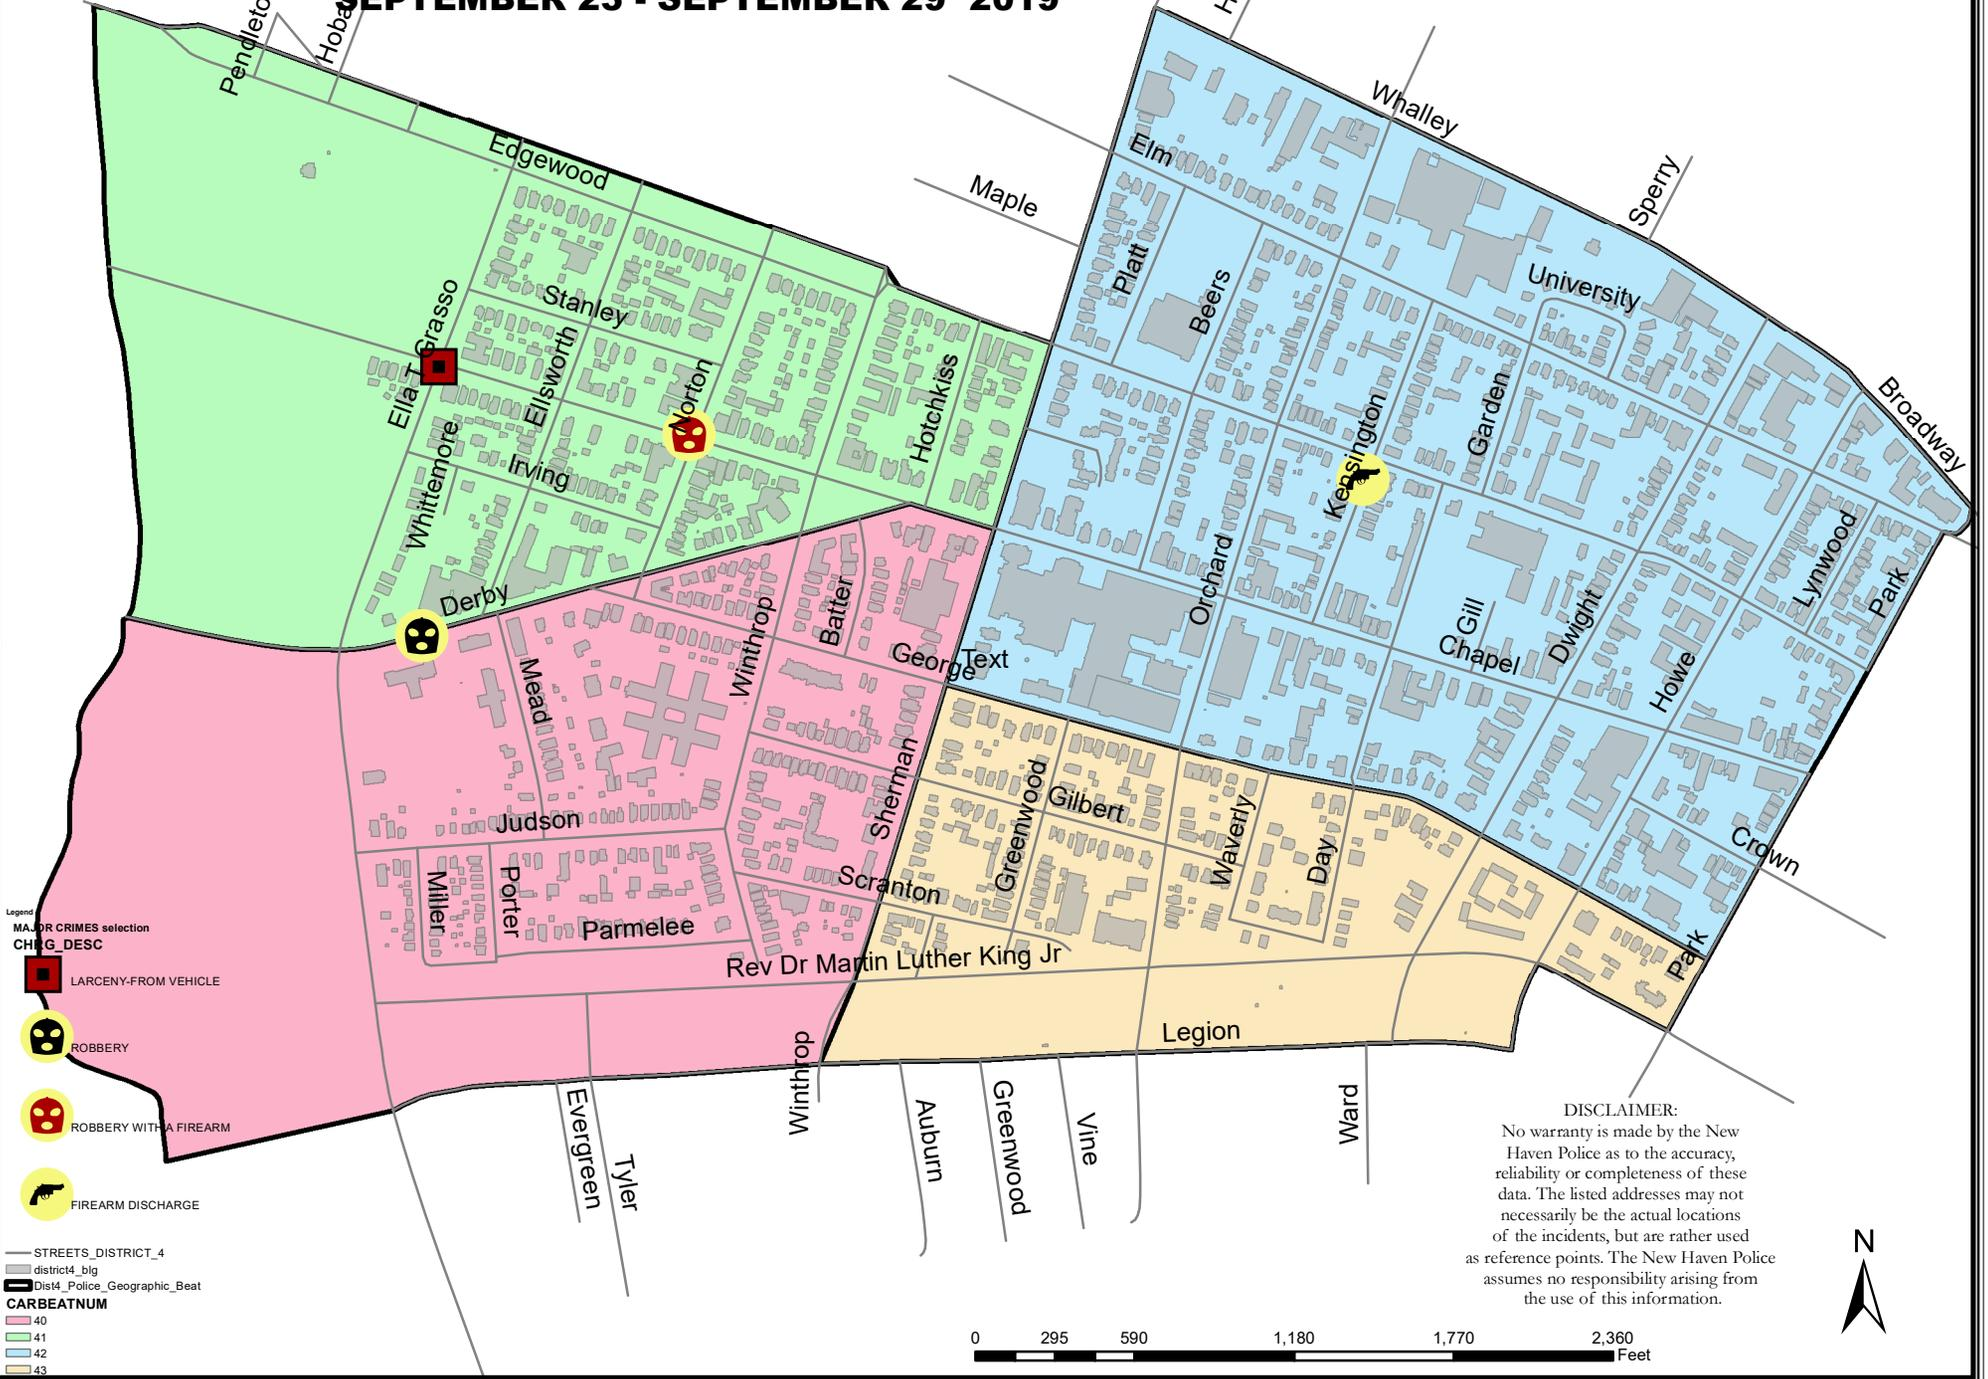 SEPTEMBER 23 - SEPTEMBER 29 2019
Whalley
Elm
Edgewood
Maple
Sperry
Platt
Beers
University
Ella T Grasso
Stanley
Ellsworth
Norton
Hotchkiss
Kensington
Garden
Broadway
Whittemore
Irving
Orchard
Lynwood
Park
Derby
Mead
Winthrop
Batter
George
Text
Gill
Chapel
Dwight
Howe
Sherman
Judson
Greenwood
Gilbert
Waverly
Day
Crown
Miller
Porter
Scranton
Parmelee
Rev Dr Martin Luther King Jr
Park
Legion
Winthrop
Evergreen
Tyler
Auburn
Greenwood
Vine
Ward
Legend
MAJOR CRIMES selection
CHRG_DESC
LARCENY-FROM VEHICLE
ROBBERY
ROBBERY WITH A FIREARM
FIREARM DISCHARGE
STREETS_DISTRICT_4
district4_blg
Dist4_Police_Geographic_Beat
CARBEATNUM
40
41
42
43
DISCLAIMER:
No warranty is made by the New
Haven Police as to the accuracy,
reliability or completeness of these
data. The listed addresses may not
necessarily be the actual locations
of the incidents, but are rather used
as reference points. The New Haven Police
assumes no responsibility arising from
the use of this information.
N
0 295 590 1,180 1,770 2,360
Feet